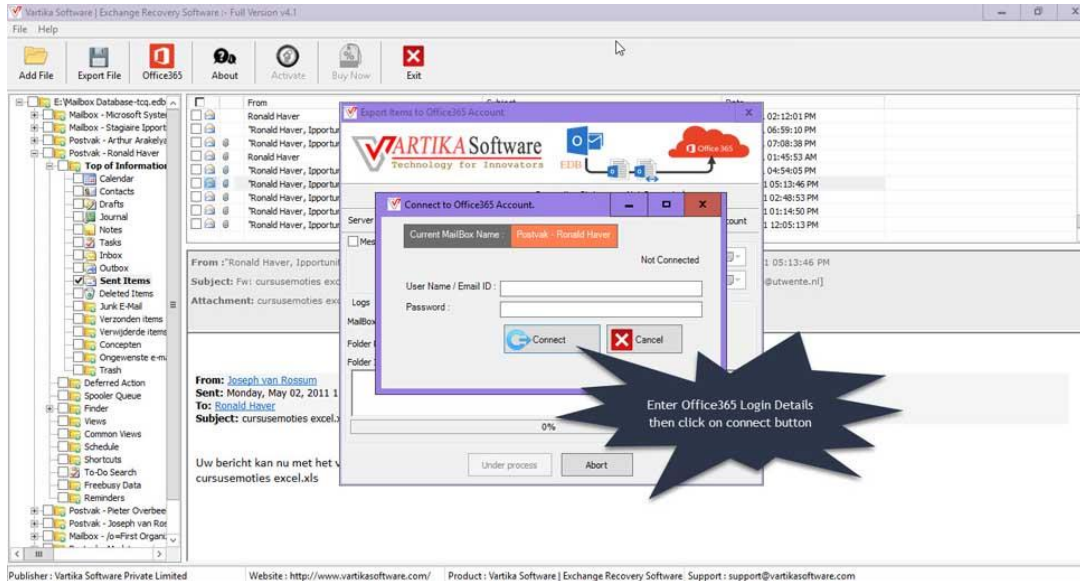 Vartika Software | Exchange Recovery Software :- Full Version v4.1
File Help
Add File Export File Office365 About Activate Buy Now Exit
E:\Mailbox Database-tcq.edb
Mailbox - Microsoft Syste
Mailbox - Stagiaire Ipport
Postvak - Arthur Arakelya
Postvak - Ronald Haver
Top of Information
Calendar
Contacts
Drafts
Journal
Notes
Tasks
Inbox
Outbox
Sent Items
Deleted Items
Junk E-Mail
Verzonden items
Verwijderde items
Concepten
Ongewenste e-m
Trash
Deferred Action
Spooler Queue
Finder
Views
Common Views
Schedule
Shortcuts
To-Do Search
Freebusy Data
Reminders
Postvak - Pieter Overbee
Postvak - Joseph van Ros
Mailbox - /o=First Organi
From
Ronald Haver
"Ronald Haver, Ipportur
"Ronald Haver, Ipportur
Ronald Haver
"Ronald Haver, Ipportur
"Ronald Haver, Ipportur
"Ronald Haver, Ipportur
"Ronald Haver, Ipportur
"Ronald Haver, Ipportur
02:12:01 PM
06:59:10 PM
07:08:38 PM
01:45:53 AM
04:54:05 PM
1 05:13:46 PM
1 02:48:53 PM
1 01:14:50 PM
1 12:05:13 PM
From :"Ronald Haver, Ipportunit
1 05:13:46 PM
Subject: Fw: cursusemoties exc
@utwente.nl]
Attachment: cursusemoties exc
From: Joseph van Rossum
Sent: Monday, May 02, 2011 1
To: Ronald Haver
Subject: cursusemoties excel.x
Uw bericht kan nu met het v
cursusemoties excel.xls
Export Items to Office365 Account
VARTIKA Software
Technology for Innovators
EDB
Office 365
Server
count
Mes
Logs
MailBox
Folder
Folder
0%
Under process Abort
Connect to Office365 Account.
Current MailBox Name : Postvak - Ronald Haver
Not Connected
User Name / Email ID :
Password :
Connect Cancel
Enter Office365 Login Details
then click on connect button
Publisher : Vartika Software Private Limited Website : http://www.vartikasoftware.com/ Product : Vartika Software | Exchange Recovery Software Support : support@vartikasoftware.com